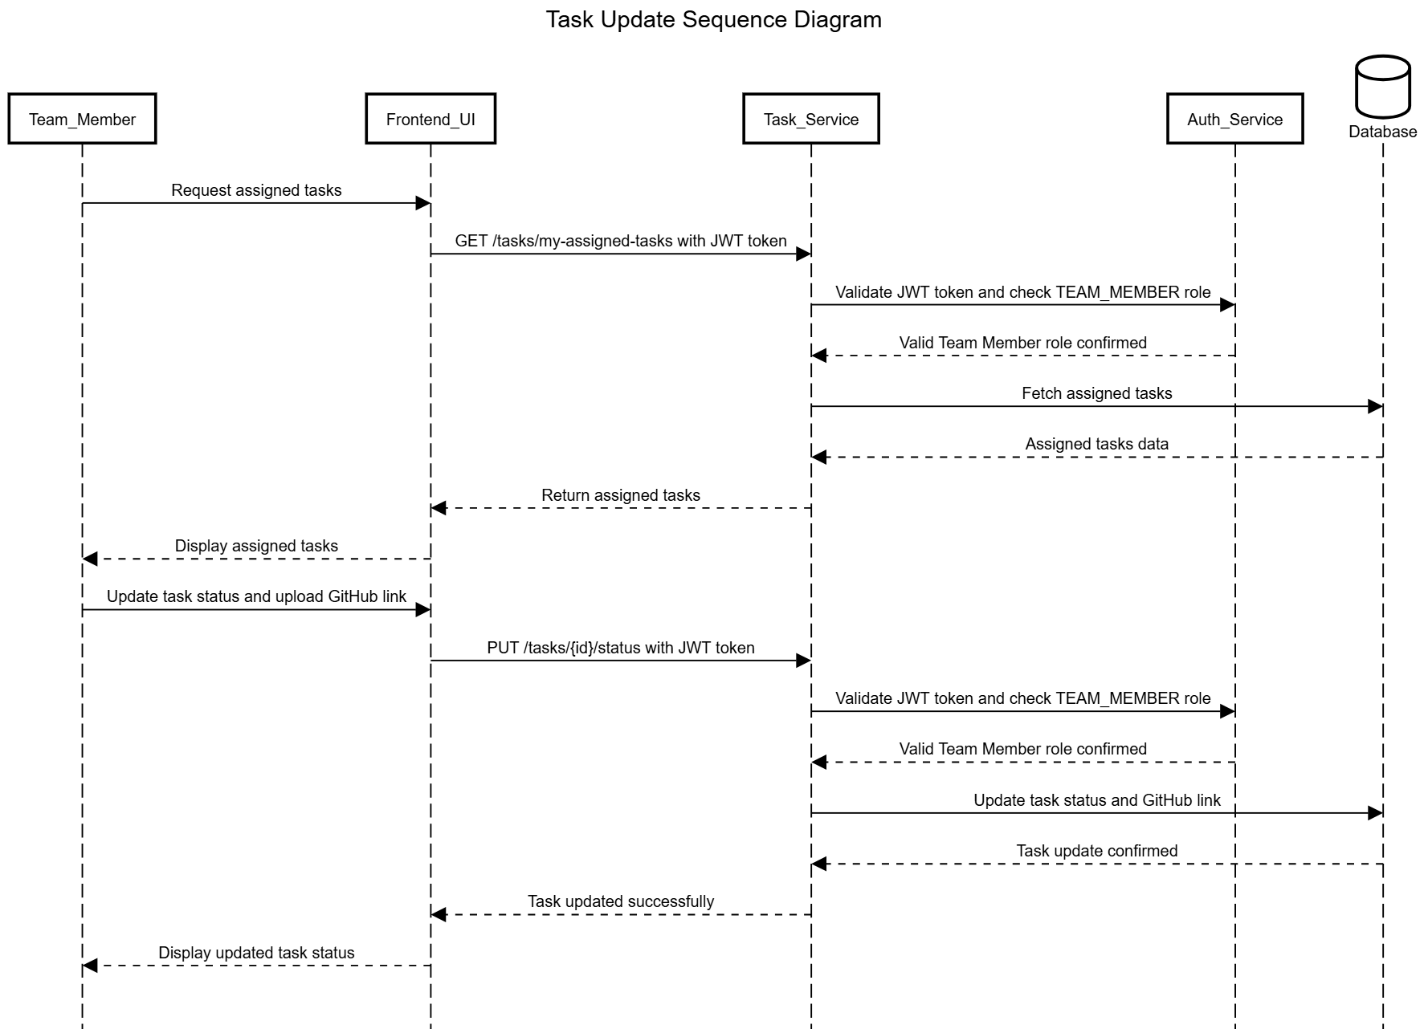 Task Update Sequence Diagram
Team_Member
Frontend_UI
Task_Service
Auth_Service
Database
Request assigned tasks
GET /tasks/my-assigned-tasks with JWT token
Validate JWT token and check TEAM_MEMBER role
Valid Team Member role confirmed
Fetch assigned tasks
Assigned tasks data
Return assigned tasks
Display assigned tasks
Update task status and upload GitHub link
PUT /tasks/{id}/status with JWT token
Validate JWT token and check TEAM_MEMBER role
Valid Team Member role confirmed
Update task status and GitHub link
Task update confirmed
Task updated successfully
Display updated task status